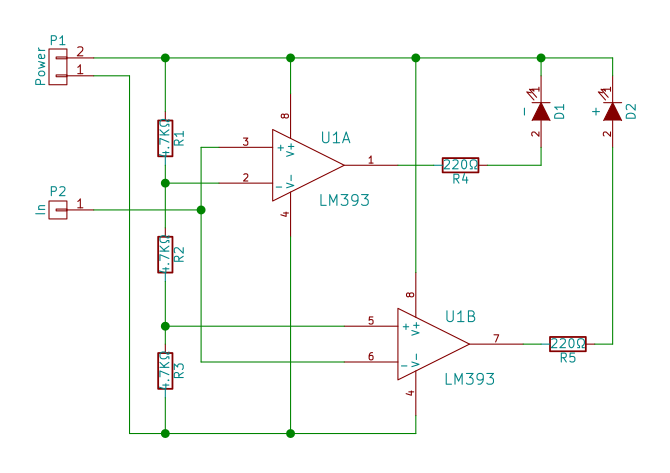 P1
Power
2
1
P2
In
1
4.7KΩ
R1
4.7KΩ
R2
4.7KΩ
R3
3
2
8
4
+
-
V+
V-
1
U1A
LM393
220Ω
R4
1
2
-
D1
1
2
+
D2
5
6
8
4
+
-
V+
V-
7
U1B
LM393
220Ω
R5